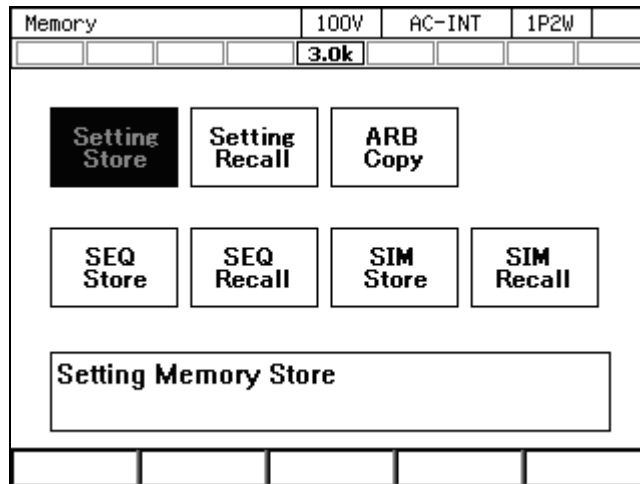 Memory 100V AC-INT 1P2W
3.0k
Setting Setting ARB
Store Recall Copy
SEQ SEQ SIM SIM
Store Recall Store Recall
Setting Memory Store